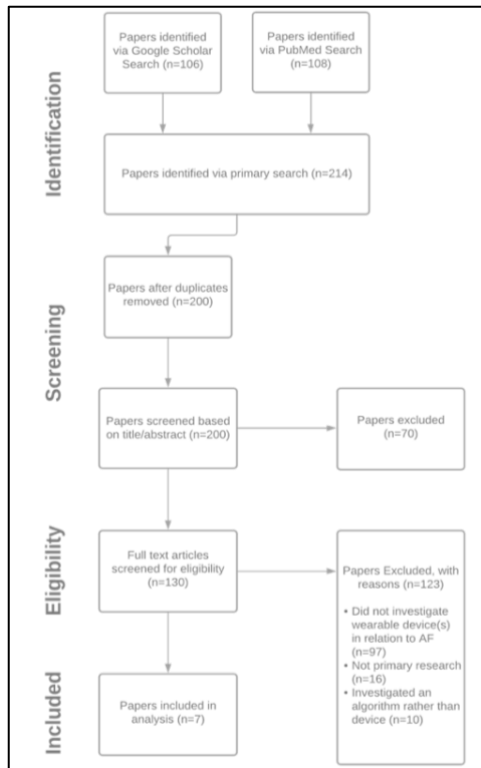 Identification
Papers identified
via Google Scholar
Search (n=106)
Papers identified
via PubMed Search
(n=108)
Papers identified via primary search (n=214)
Screening
Papers after duplicates
removed (n=200)
Papers screened based
on title/abstract (n=200)
Papers excluded
(n=70)
Eligibility
Full text articles
screened for eligibility
(n=130)
Papers Excluded, with
reasons (n=123)
• Did not investigate
wearable device(s)
in relation to AF
(n=97)
• Not primary research
(n=16)
• Investigated an
algorithm rather than
device (n=10)
Included
Papers included in
analysis (n=7)